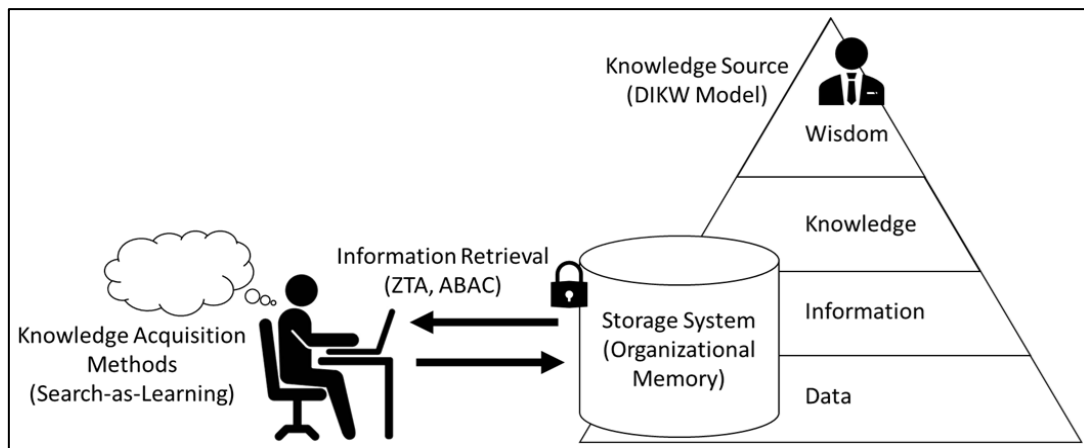 Knowledge Source
(DIKW Model)
Wisdom
Knowledge
Information
Data
Storage System
(Organizational
Memory)
Information Retrieval
(ZTA, ABAC)
Knowledge Acquisition
Methods
(Search-as-Learning)